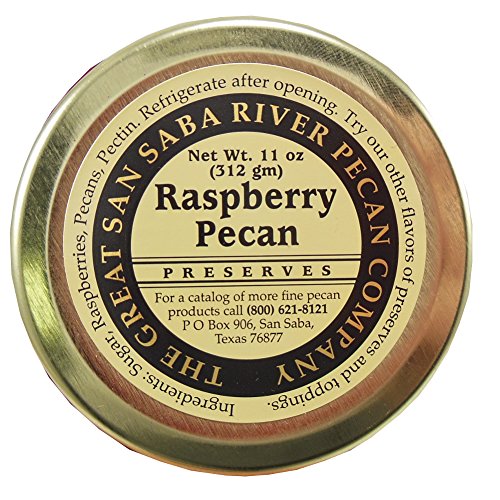 Ingredients: Sugar, Raspberries, Pecans, Pectin. Refrigerate after opening. Try our other flavors of preserves and toppings.
THE GREAT SAN SABA RIVER PECAN COMPANY
Net Wt. 11 oz
(312 gm)
Raspberry
Pecan
PRESERVES
For a catalog of more fine pecan
products call (800) 621-8121
P O Box 906, San Saba,
Texas 76877